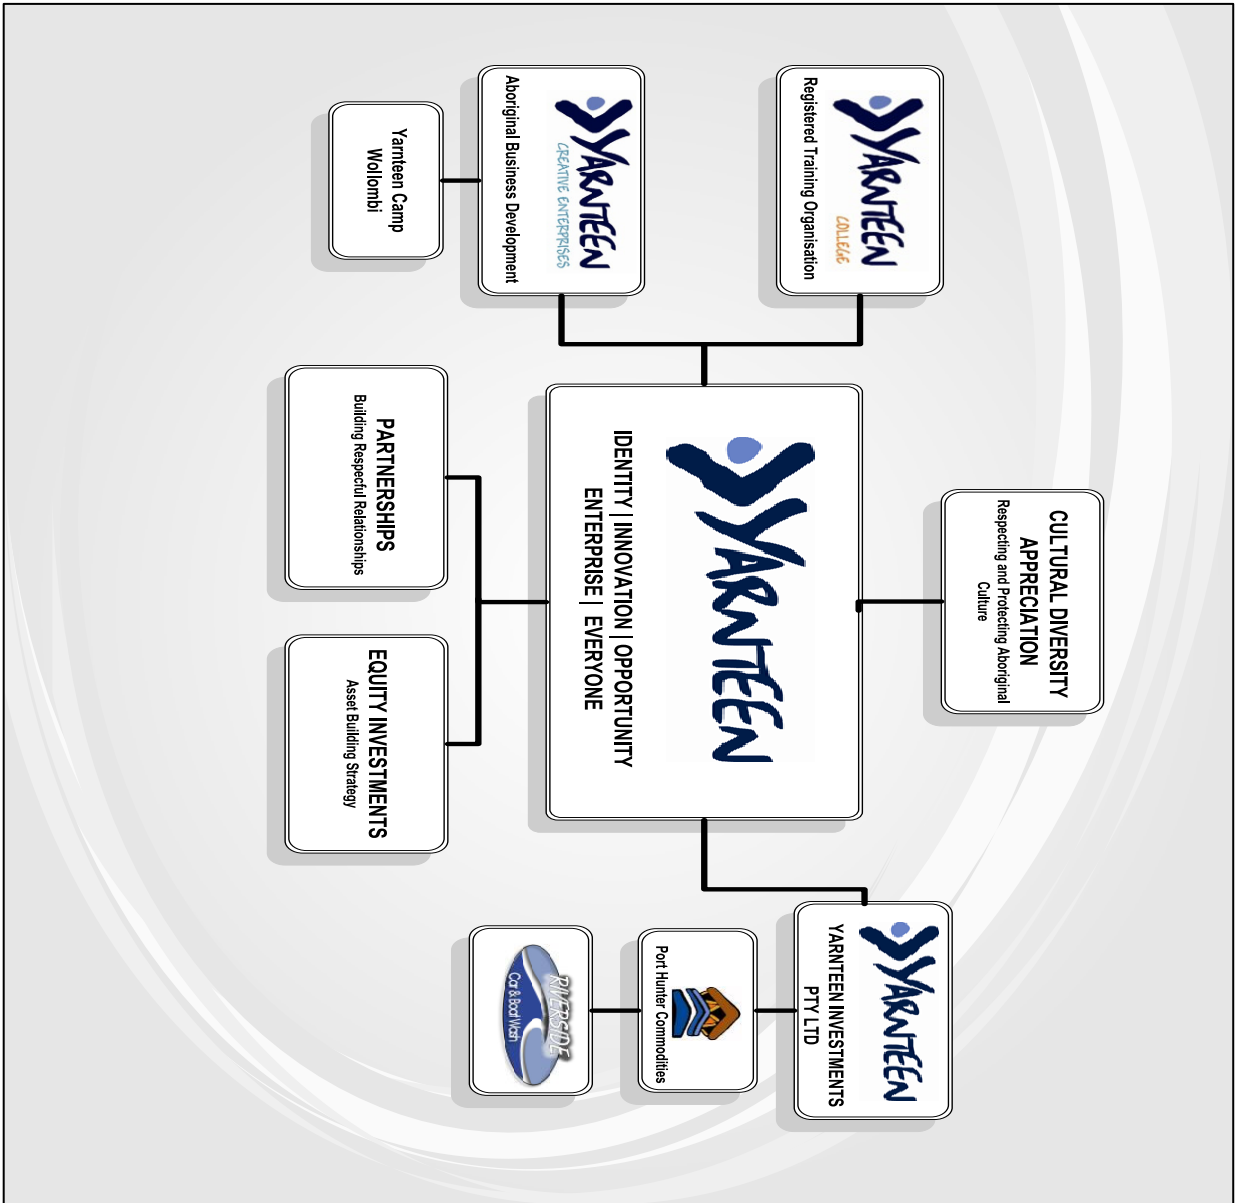 CULTURAL DIVERSITY
APPRECIATION
Respecting and Protecting Aboriginal
Culture
YARNTEEN
COLLEGE
Registered Training Organisation
YARNTEEN
CREATIVE ENTERPRISES
Aboriginal Business Development
Yarnteen Camp
Wollombi
YARNTEEN
IDENTITY | INNOVATION | OPPORTUNITY
ENTERPRISE | EVERYONE
YARNTEEN
YARNTEEN INVESTMENTS
PTY LTD
Port Hunter Commodities
RIVERSIDE
Car & Boat Wash
PARTNERSHIPS
Building Respecful Relationships
EQUITY INVESTMENTS
Asset Building Strategy